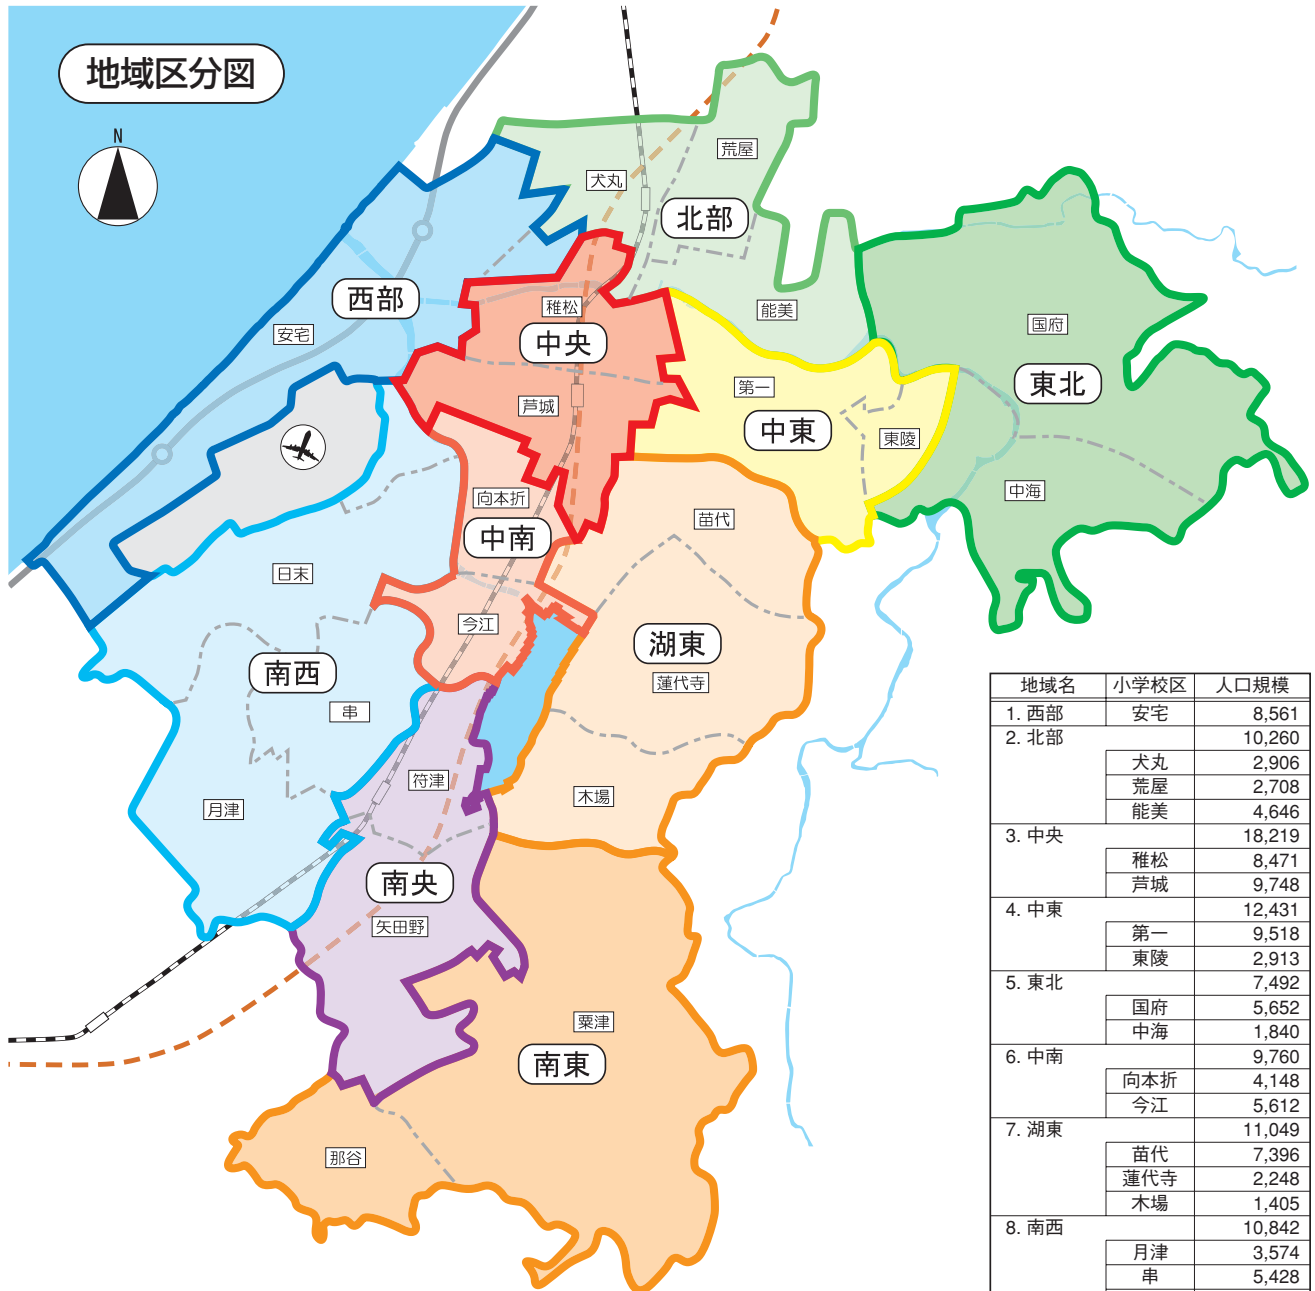 地域区分図
N
荒屋
犬丸
北部
西部
稚松
能美
国府
安宅
中央
東北
第一
芦城
中東
東陵
向本折
中海
苗代
中南
日末
今江
湖東
南西
蓮代寺
串
符津
木場
月津
南央
矢田野
粟津
南東
那谷
地域名 小学校区 人口規模
1. 西部 安宅 8,561
2. 北部 10,260
犬丸 2,906
荒屋 2,708
能美 4,646
3. 中央 18,219
稚松 8,471
芦城 9,748
4. 中東 12,431
第一 9,518
東陵 2,913
5. 東北 7,492
国府 5,652
中海 1,840
6. 中南 9,760
向本折 4,148
今江 5,612
7. 湖東 11,049
苗代 7,396
蓮代寺 2,248
木場 1,405
8. 南西 10,842
月津 3,574
串 5,428